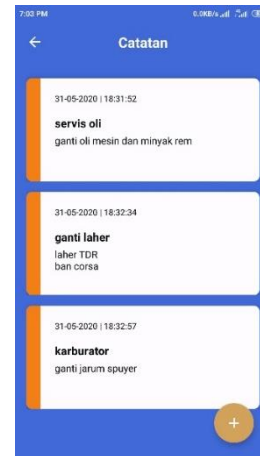 7:03 PM 0.0KB/s
Catatan
31-05-2020 | 18:31:52
servis oli
ganti oli mesin dan minyak rem
31-05-2020 | 18:32:34
ganti laher
laher TDR
ban corsa
31-05-2020 | 18:32:57
karburator
ganti jarum spuyer
+